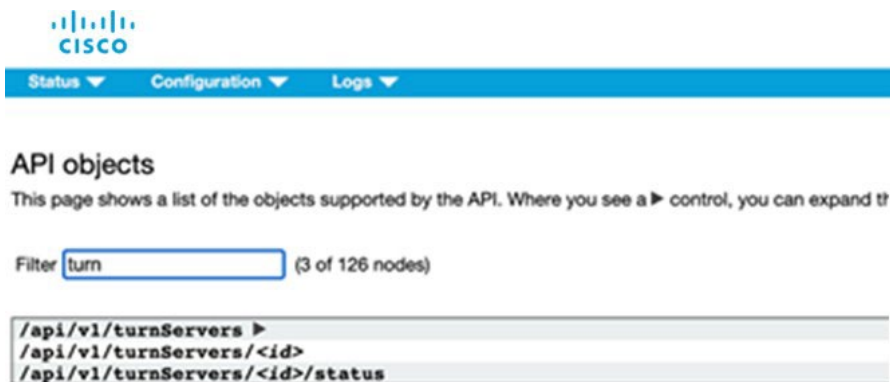 CISCO
Status Configuration Logs
API objects
This page shows a list of the objects supported by the API. Where you see a ▶ control, you can expand
Filter turn (3 of 126 nodes)
/api/v1/turnServers ▶
/api/v1/turnServers/<id>
/api/v1/turnServers/<id>/status